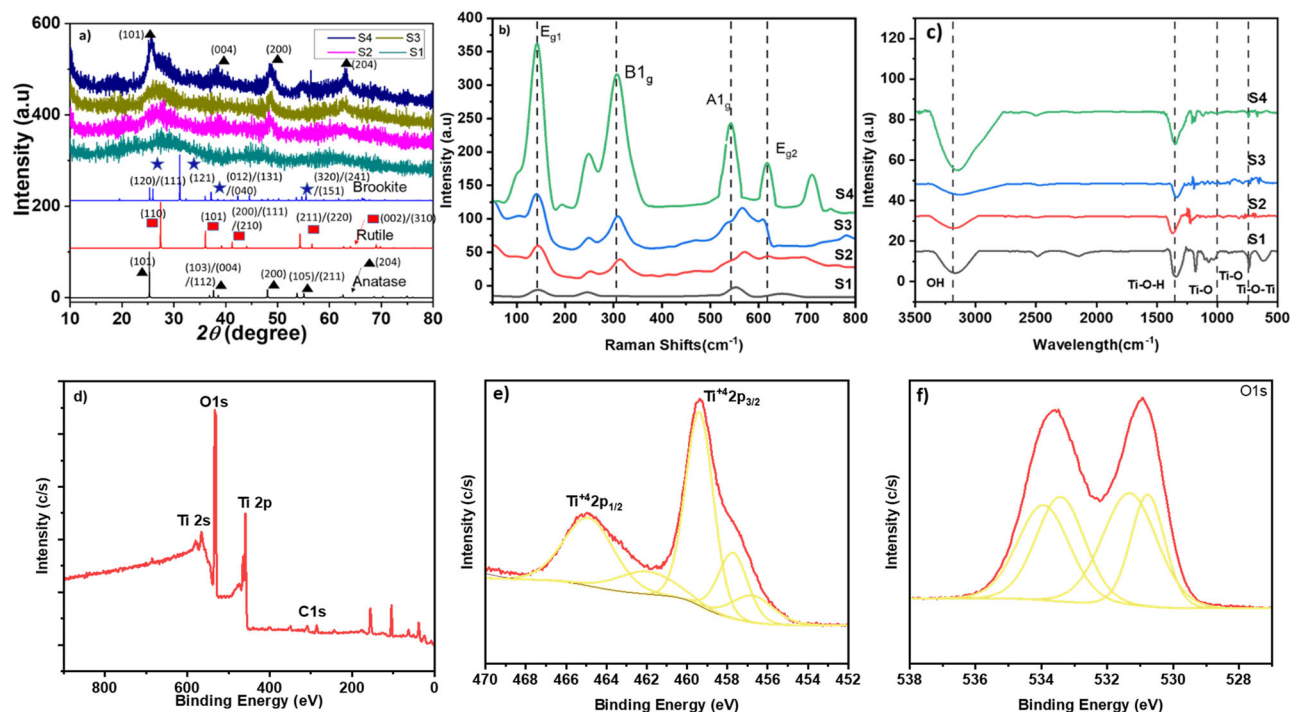 a)
S4 S3
S2 S1
(101)
(004)
(200)
(204)
600
400
200
0
Intensity (a.u)
(120)/(111)
(121)
(012)/(131)
/(040)
(320)/(241)
/(151)
Brookite
(110)
(101)
(200)/(111)
/(210)
(211)/(220)
(002)/(310)
Rutile
(101)
(103)/(004)
/(112)
(200)
(105)/(211)
(204)
Anatase
10 20 30 40 50 60 70 80
2θ (degree)
b)
Eg1
B1g
A1g
Eg2
S4
S3
S2
S1
400
350
300
250
200
150
100
50
0
Intensity (a.u)
100 200 300 400 500 600 700 800
Raman Shifts(cm-1)
c)
S4
S3
S2
S1
80
60
40
20
0
Intensity (a.u)
OH
Ti-O-H
Ti-O
Ti-O
Ti-O-Ti
3500 3000 2500 2000 1500 1000 500
Wavelength(cm-1)
d)
O1s
Ti 2s
Ti 2p
C1s
Intensity (c/s)
800 600 400 200 0
Binding Energy (eV)
e)
Ti+42p3/2
Ti+42p1/2
Intensity (c/s)
470 468 466 464 462 460 458 456 454 452
Binding Energy (eV)
f)
O1s
Intensity (c/s)
538 536 534 532 530 528
Binding Energy (eV)